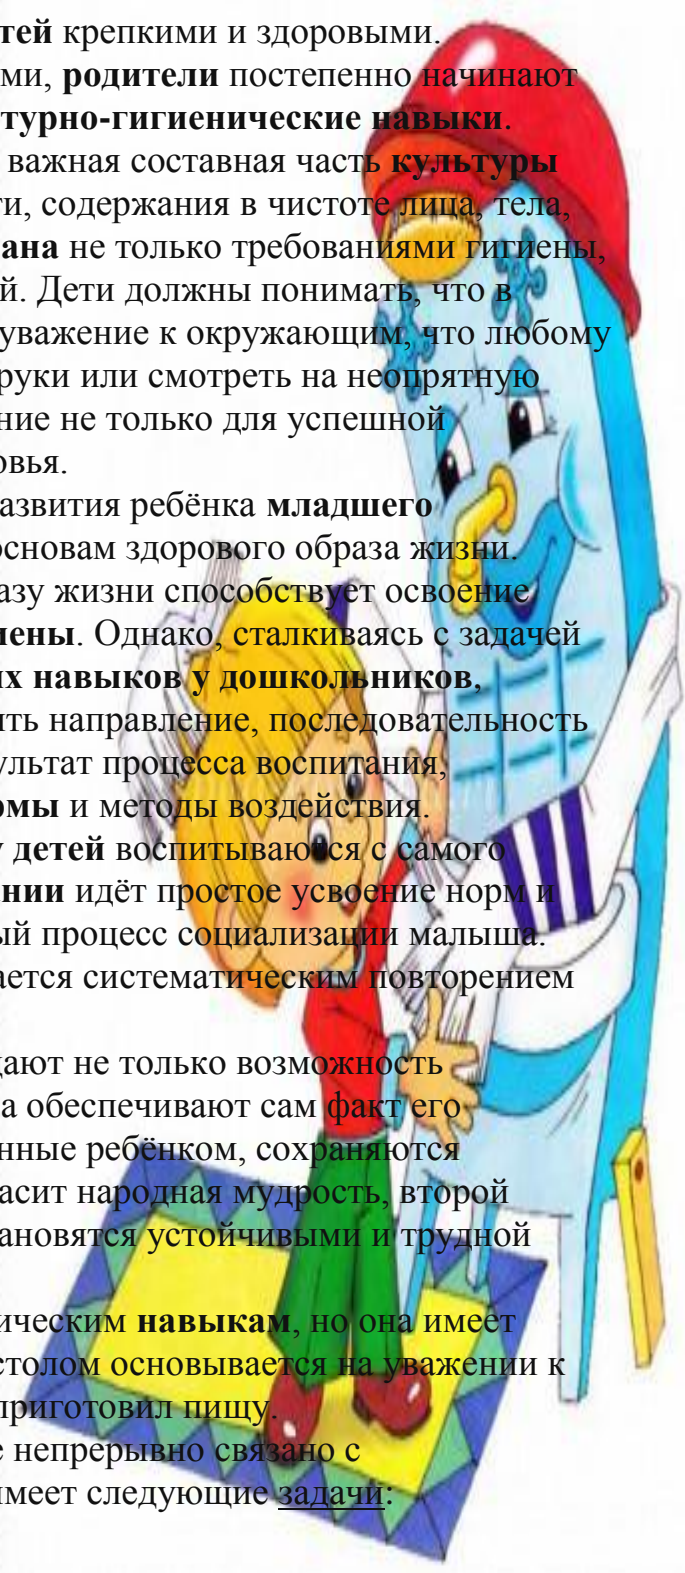 тей крепкими и здоровыми.
ми, родители постепенно начинают
турно-гигиенические навыки.
важная составная часть культуры
ти, содержания в чистоте лица, тела,
ана не только требованиями гигиены,
й. Дети должны понимать, что в
уважение к окружающим, что любому
руки или смотреть на неопрятную
ние не только для успешной
овья.
азвития ребёнка младшего
основам здорового образа жизни.
азу жизни способствует освоение
иены. Однако, сталкиваясь с задачей
их навыков у дошкольников,
ить направление, последовательность
ультат процесса воспитания,
рмы и методы воздействия.
у детей воспитываются с самого
нии идёт простое усвоение норм и
ый процесс социализации малыша.
ается систематическим повторением
дают не только возможность
а обеспечивают сам факт его
нные ребёнком, сохраняются
асит народная мудрость, второй
ановятся устойчивыми и трудной
ическим навыкам, но она имеет
столом основывается на уважении к
приготовил пищу.
е непрерывно связано с
имеет следующие задачи: